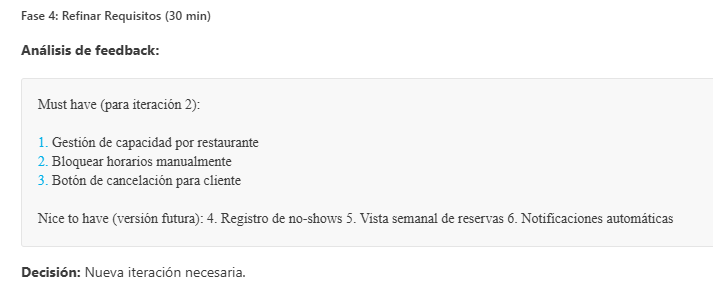 Fase 4: Refinar Requisitos (30 min)
Análisis de feedback:
Must have (para iteración 2):
1. Gestión de capacidad por restaurante
2. Bloquear horarios manualmente
3. Botón de cancelación para cliente
Nice to have (versión futura): 4. Registro de no-shows 5. Vista semanal de reservas 6. Notificaciones automáticas
Decisión: Nueva iteración necesaria.